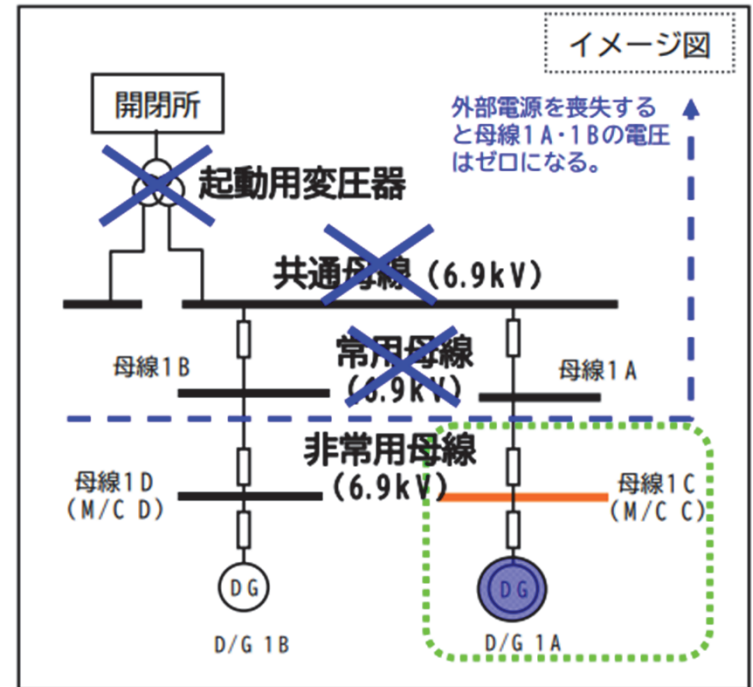 イメージ図
開閉所
外部電源を喪失する
と母線1A・1Bの電圧
はゼロになる。
起動用変圧器
共通母線(6.9kV)
母線1B
常用母線
(6.9kV)
母線1A
非常用母線
(6.9kV)
母線1D
(M/C D)
母線1C
(M/C C)
DG
DG
D/G 1B
D/G 1A